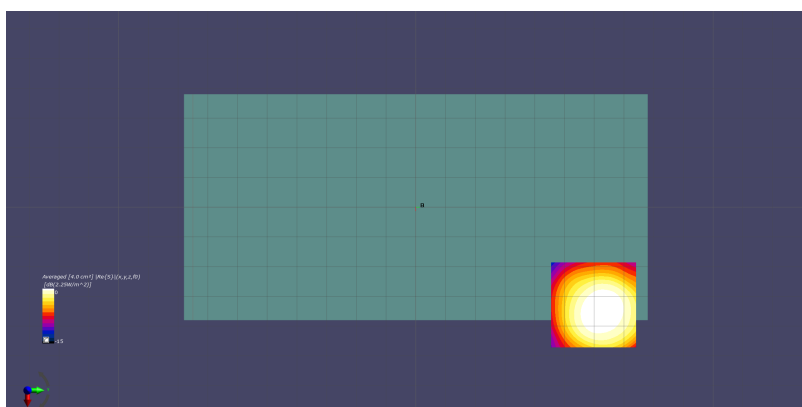 0
Averaged [4.0 cm²] |Re{S}|(x,y,z,f0)
[dB(2.25W/m^2)]
0
-15